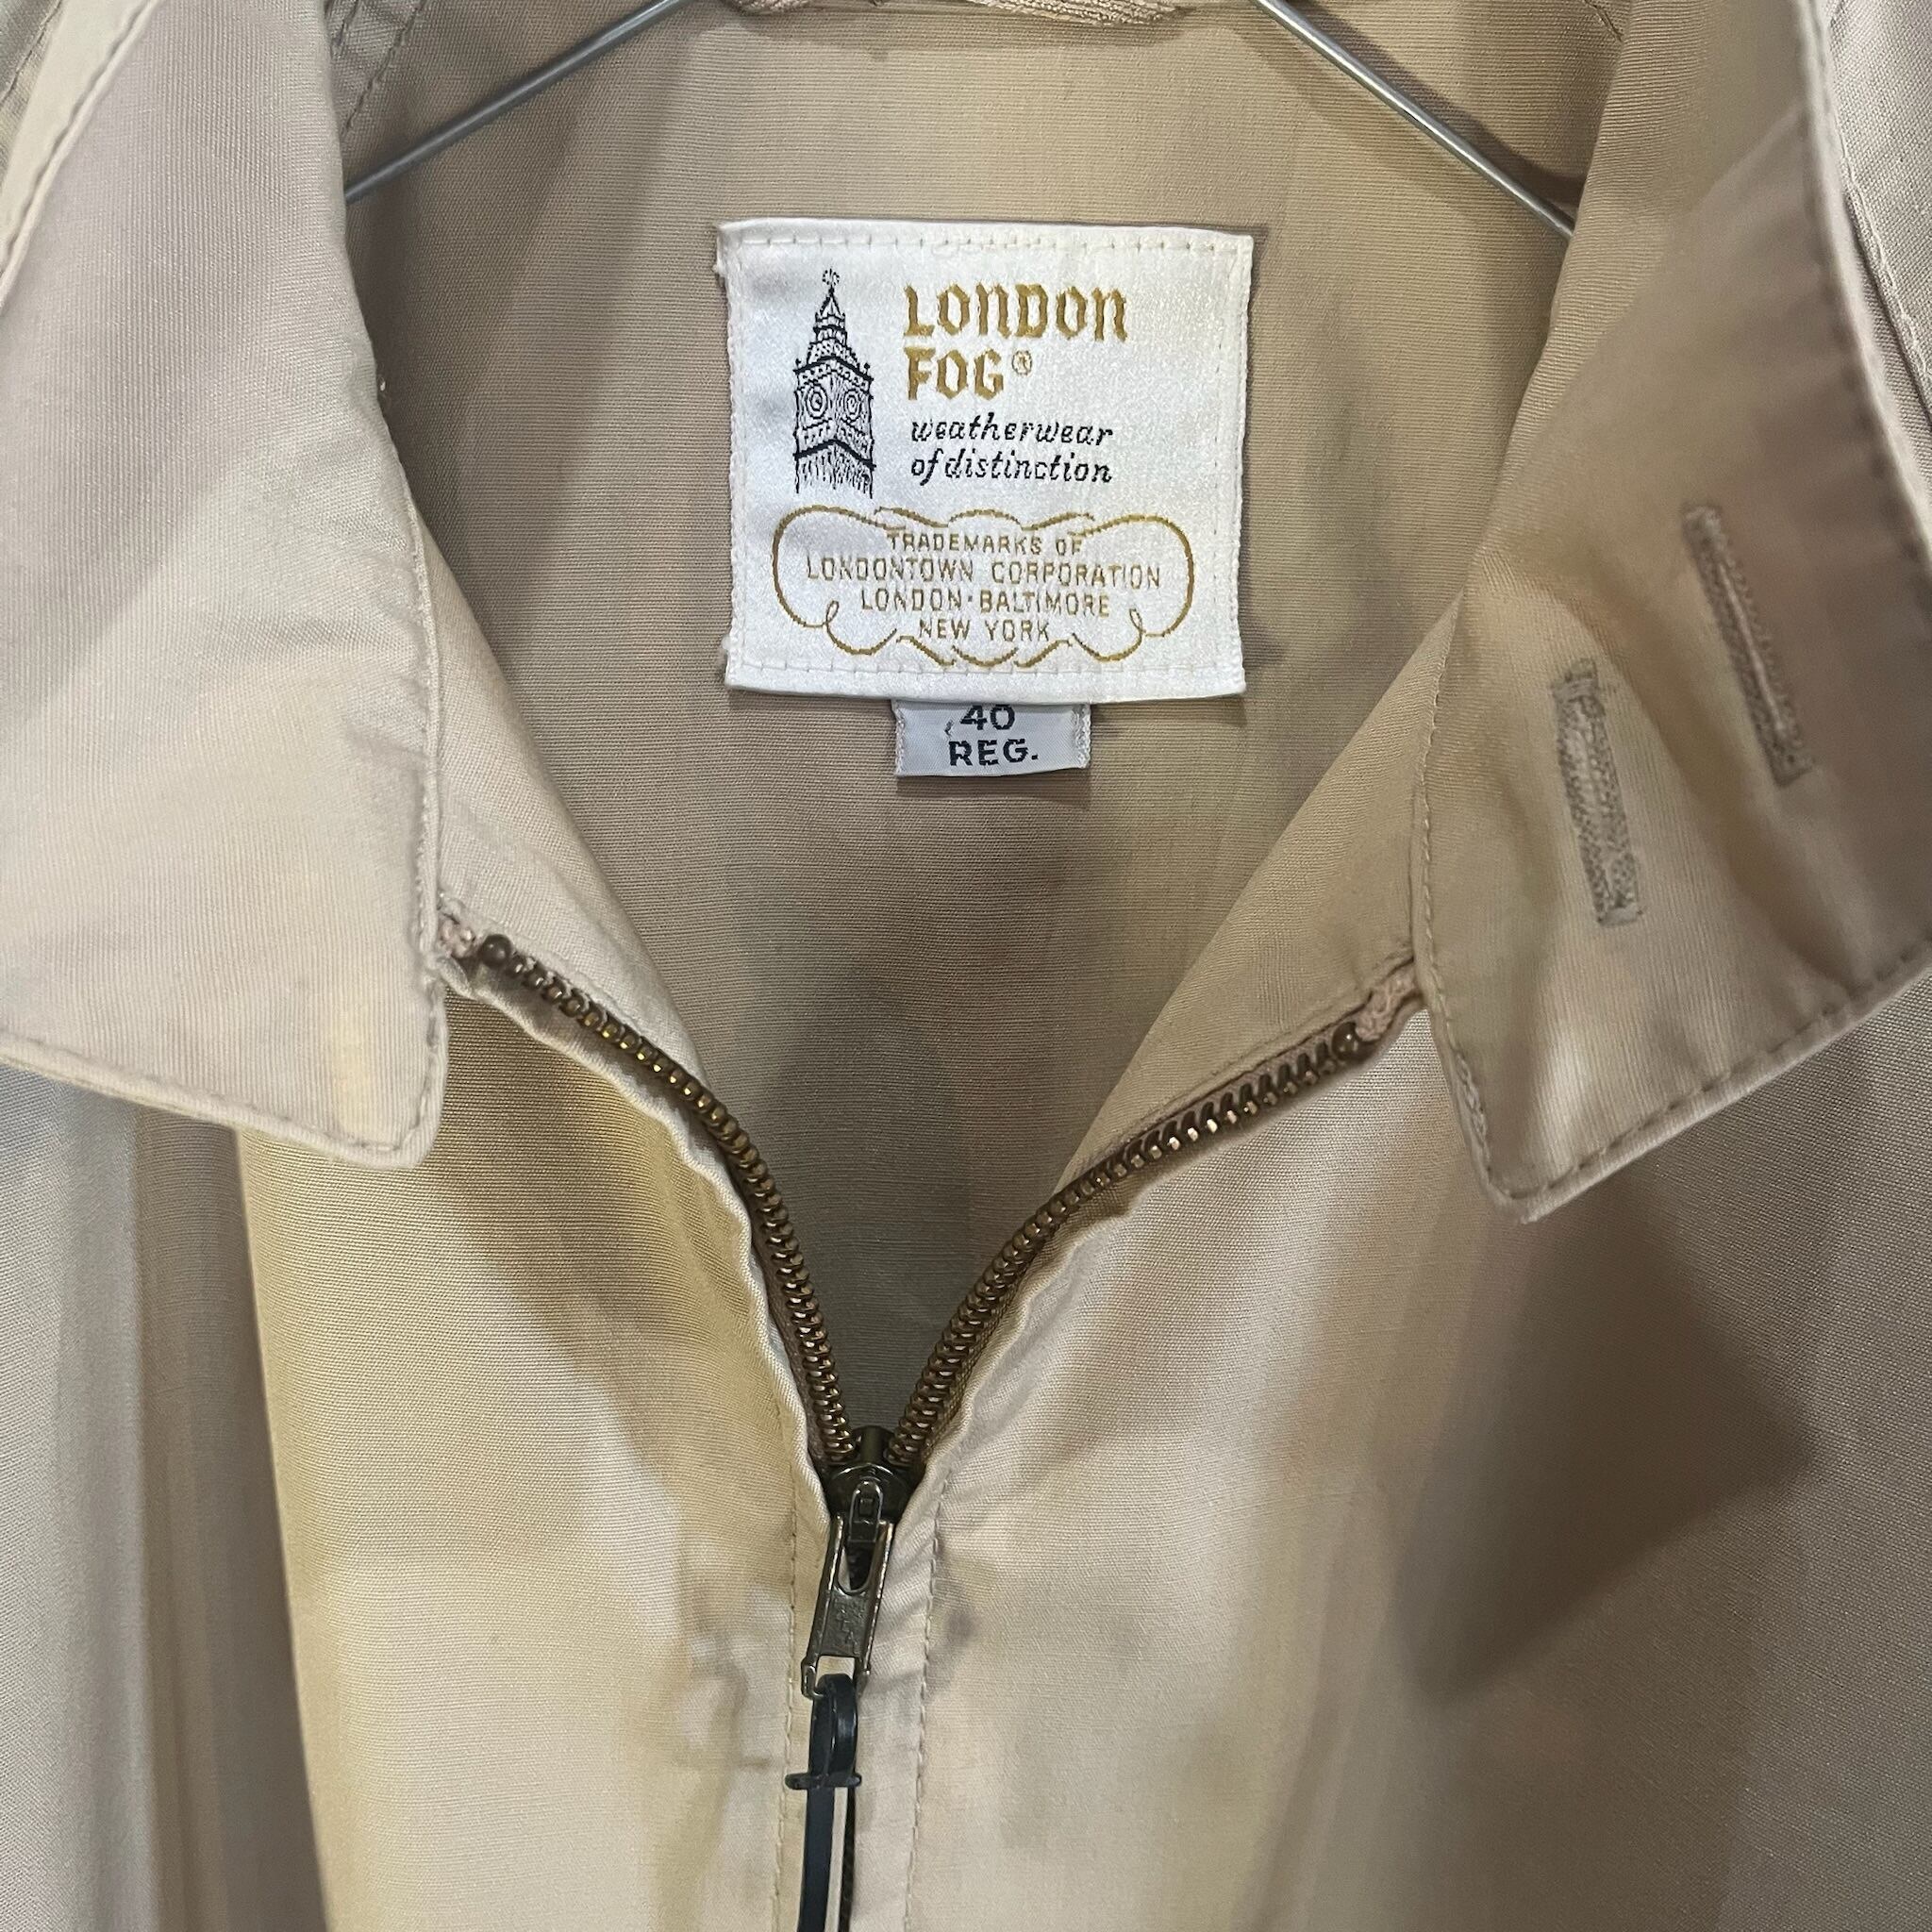 LONDON
FOG®
weatherwear
of distinction
TRADEMARKS OF
LONDONTOWN CORPORATION
LONDON·BALTIMORE
NEW YORK
40
REG.